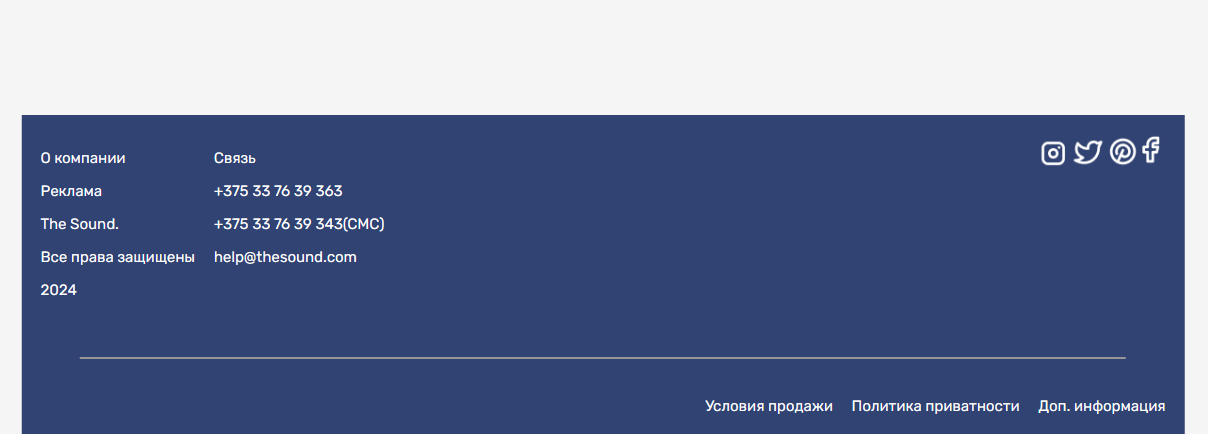 О компании
Реклама
The Sound.
Все права защищены
2024
Связь
+375 33 76 39 363
+375 33 76 39 343(СМС)
help@thesound.com
Условия продажи
Политика приватности
Доп. информация